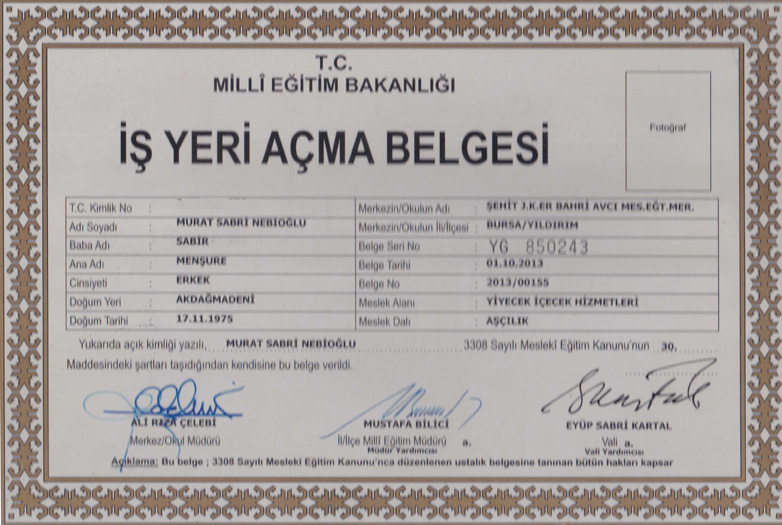 T.C.
MİLLÎ EĞİTİM BAKANLIĞI
İŞ YERİ AÇMA BELGESİ
Fotoğraf
T.C. Kimlik No :
Adı Soyadı : MURAT SABRİ NEBİOĞLU
Baba Adı : SABİR
Ana Adı : MENŞURE
Cinsiyeti : ERKEK
Doğum Yeri : AKDAĞMADENİ
Doğum Tarihi : 17.11.1975
Merkezin/Okulun Adı : ŞEHİT J.K.ER BAHRİ AVCI MES.EĞT.MER.
Merkezin/Okulun İli/İlçesi : BURSA/YILDIRIM
Belge Seri No : YG 850243
Belge Tarihi : 01.10.2013
Belge No : 2013/00155
Meslek Alanı : YİYECEK İÇECEK HİZMETLERİ
Meslek Dalı : AŞÇILIK
Yukarıda açık kimliği yazılı, MURAT SABRİ NEBİOĞLU 3308 Sayılı Meslekî Eğitim Kanunu'nun 30.
Maddesindeki şartları taşıdığından kendisine bu belge verildi.
ALİ RIZA ÇELEBİ
Merkez/Okul Müdürü
MUSTAFA BİLİCİ
İl/İlçe Millî Eğitim Müdürü a.
Müdür Yardımcısı
EYÜP SABRİ KARTAL
Vali a.
Vali Yardımcısı
Açıklama: Bu belge ; 3308 Sayılı Mesleki Eğitim Kanunu'nca düzenlenen ustalık belgesine tanınan bütün hakları kapsar